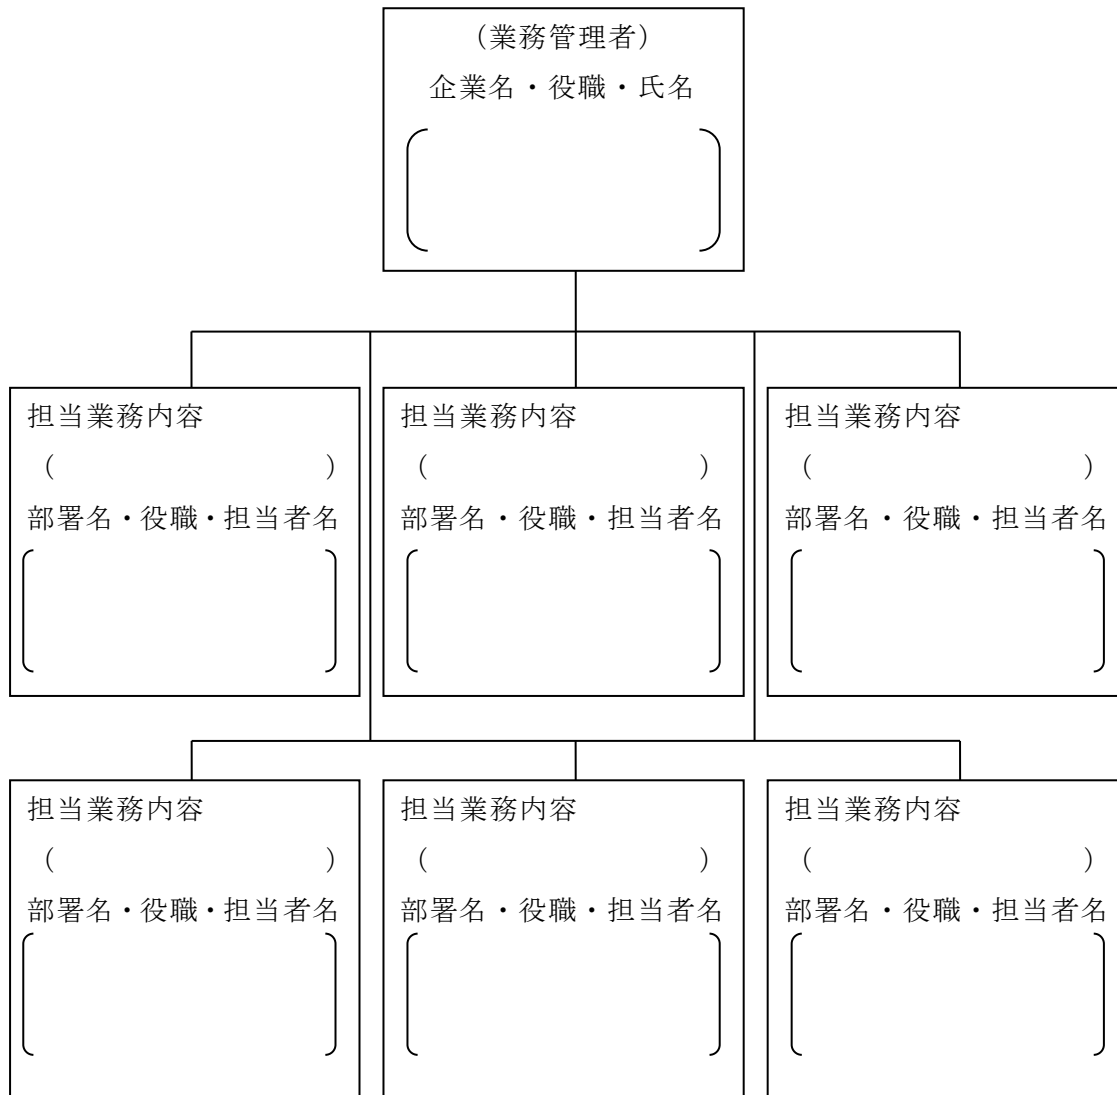 （業務管理者）
企業名・役職・氏名
担当業務内容
（　　　　　　　　　　）
部署名・役職・担当者名
担当業務内容
（　　　　　　　　　　）
部署名・役職・担当者名
担当業務内容
（　　　　　　　　　　）
部署名・役職・担当者名
担当業務内容
（　　　　　　　　　　）
部署名・役職・担当者名
担当業務内容
（　　　　　　　　　　）
部署名・役職・担当者名
担当業務内容
（　　　　　　　　　　）
部署名・役職・担当者名